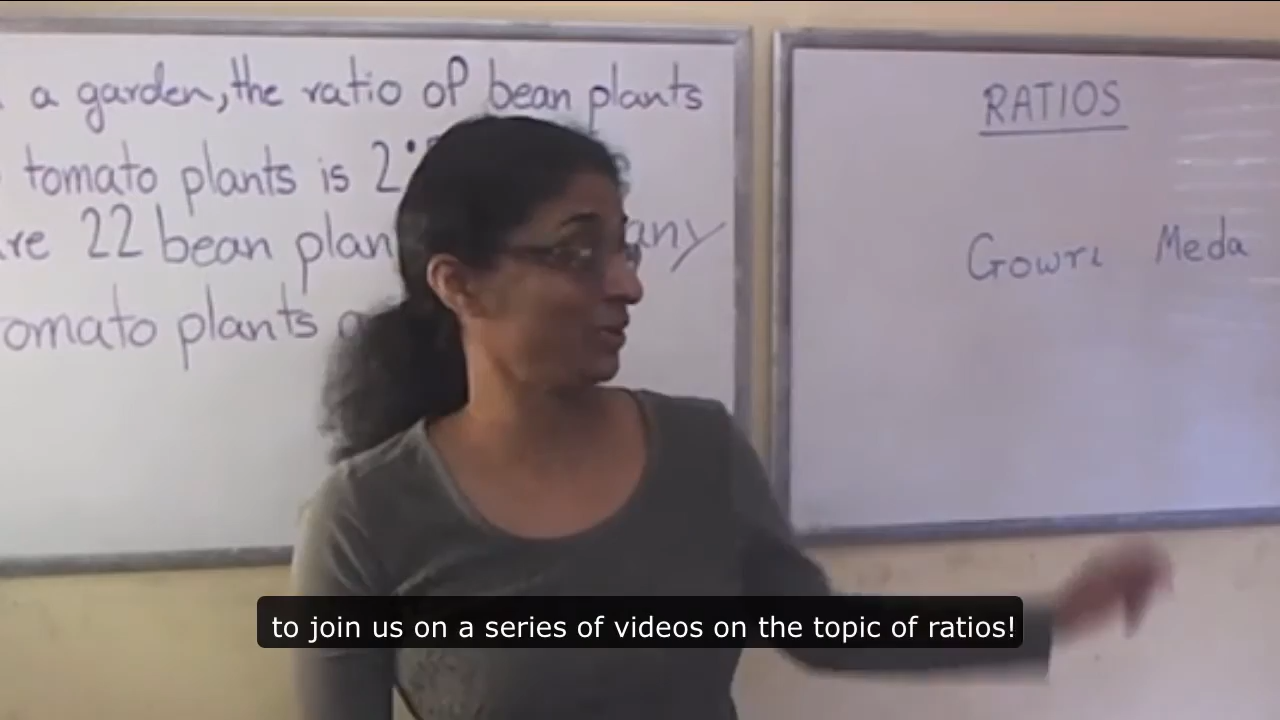 a garden, the ratio of bean plants
tomato plants is 2:
re 22 bean plan any
omato plants
RATIOS
Gowri Meda
to join us on a series of videos on the topic of ratios!